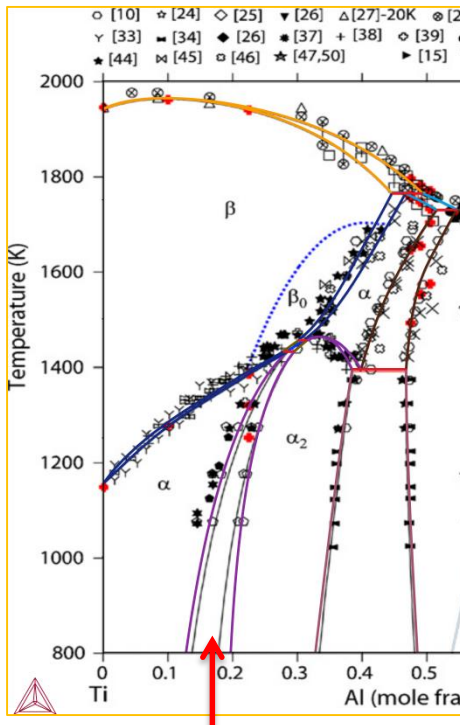 [10] [24] [25] [26] [27]-20K [2
[33] [34] [26] [37] [38] [39]
[44] [45] [46] [47,50] [15]
2000
1800
1600
1400
1200
1000
800
Temperature (K)
β
β0
α
α
α2
0 0.1 0.2 0.3 0.4 0.5
Ti Al (mole fra